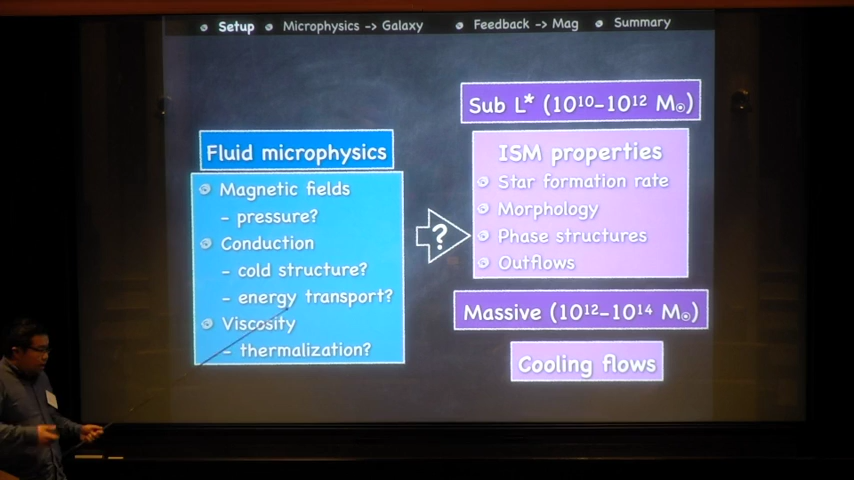 Setup Microphysics -> Galaxy Feedback -> Mag Summary
Fluid microphysics
Magnetic fields
- pressure?
Conduction
- cold structure?
- energy transport?
Viscosity
- thermalization?
?
Sub L* (10¹⁰-10¹² M☉)
ISM properties
Star formation rate
Morphology
Phase structures
Outflows
Massive (10¹²-10¹⁴ M☉)
Cooling flows